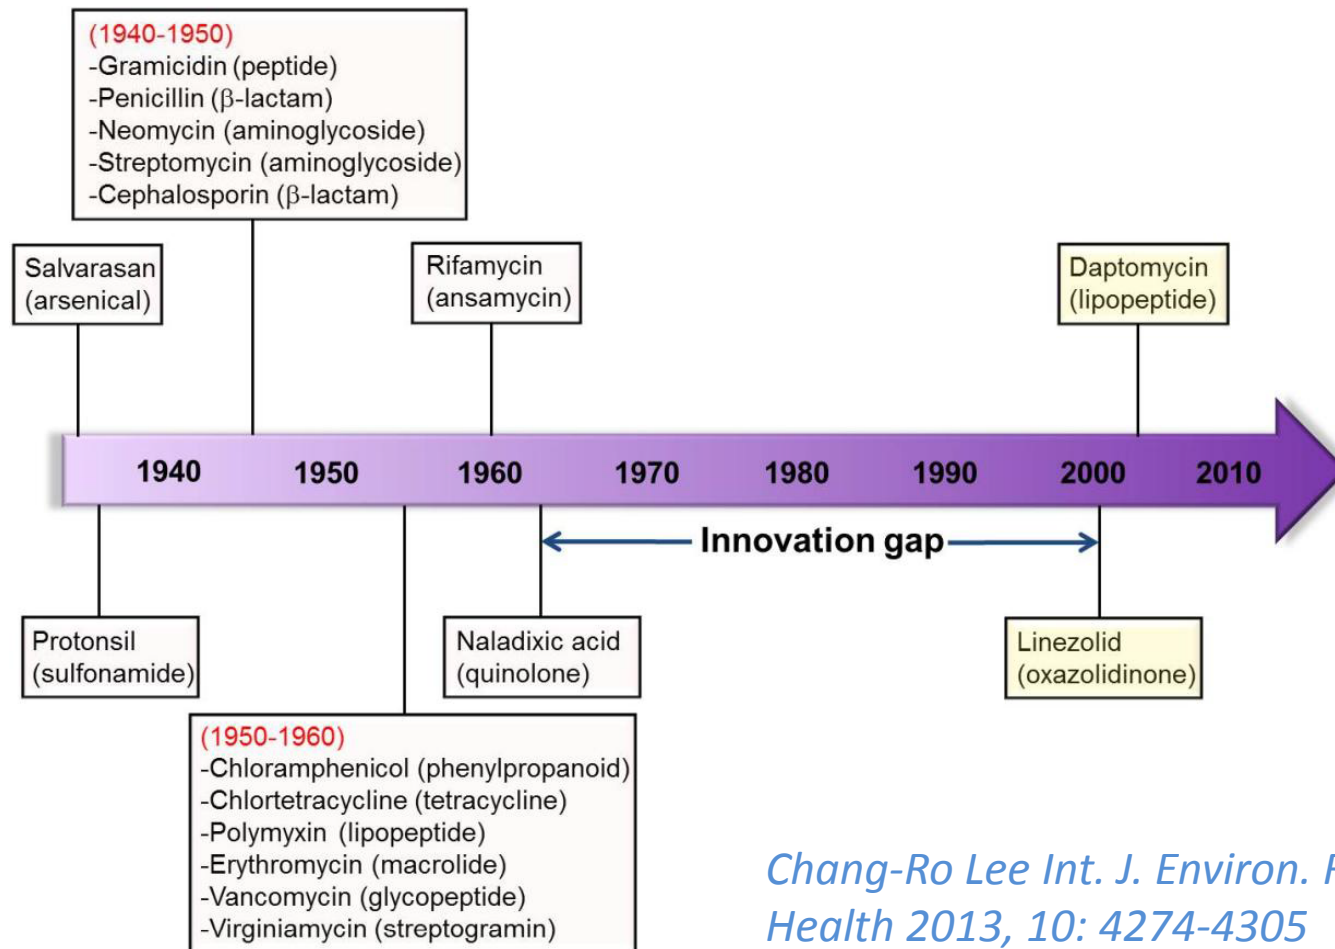 (1940-1950)
-Gramicidin (peptide)
-Penicillin (β-lactam)
-Neomycin (aminoglycoside)
-Streptomycin (aminoglycoside)
-Cephalosporin (β-lactam)
Salvarasan
(arsenical)
Rifamycin
(ansamycin)
Daptomycin
(lipopeptide)
1940 1950 1960 1970 1980 1990 2000 2010
Innovation gap
Protonsil
(sulfonamide)
Naladixic acid
(quinolone)
Linezolid
(oxazolidinone)
(1950-1960)
-Chloramphenicol (phenylpropanoid)
-Chlortetracycline (tetracycline)
-Polymyxin (lipopeptide)
-Erythromycin (macrolide)
-Vancomycin (glycopeptide)
-Virginiamycin (streptogramin)
Chang-Ro Lee Int. J. Environ.
Health 2013, 10: 4274-4305